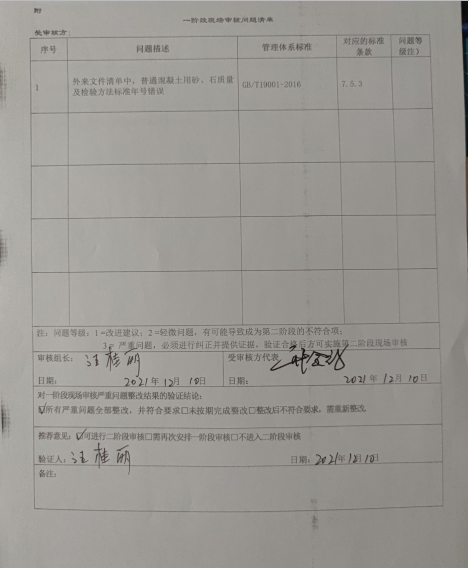 附
一阶段现场审核问题清单
受审核方:
序号 问题描述 管理体系标准 对应的标准条款 问题等级注)
1 外来文件清单中，普通混凝土用砂、石质量及检验方法标准年号错误 GB/T19001-2016 7.5.3
注：问题等级：1=改进建议；2=轻微问题，有可能导致成为第二阶段的不符合项；
3= 严重问题，必须进行纠正并提供证据，验证合格后方可实施第二阶段现场审核
审核组长： 汪桂丽 受审核方代表：
日期： 2021年12月10日 日期： 2021年12月10日
对一阶段现场审核严重问题整改结果的验证结论：
☑所有严重问题全部整改，并符合要求□未按期完成整改□整改后不符合要求，需重新整改
推荐意见：☑可进行二阶段审核□需再次安排一阶段审核□不进入二阶段审核
验证人： 汪桂丽 日期：2021年12月10日
备注：